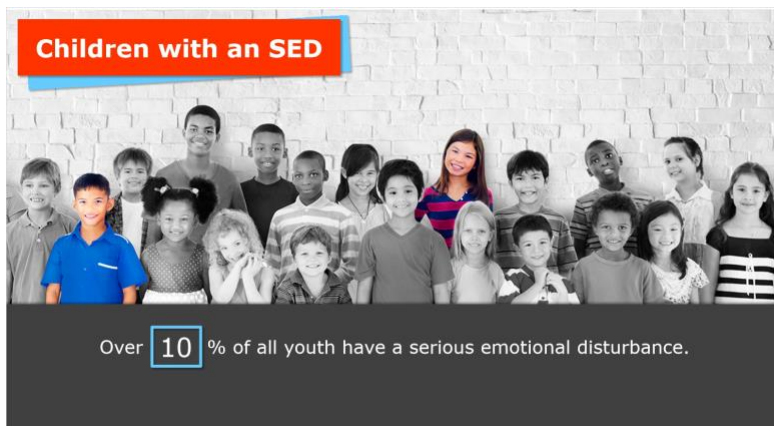 Children with an SED
Over 10 % of all youth have a serious emotional disturbance.